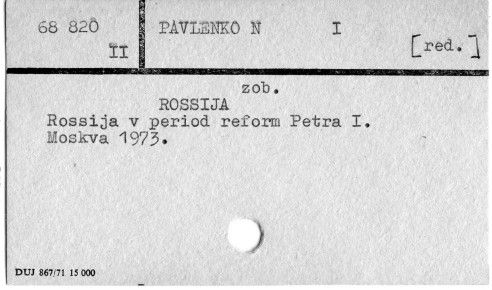 68 820 PAVLENKO N I
II [red.]
zob.
ROSSIJA
Rossija v period reform Petra I.
Moskva 1973.
DUJ 867/71 15 000